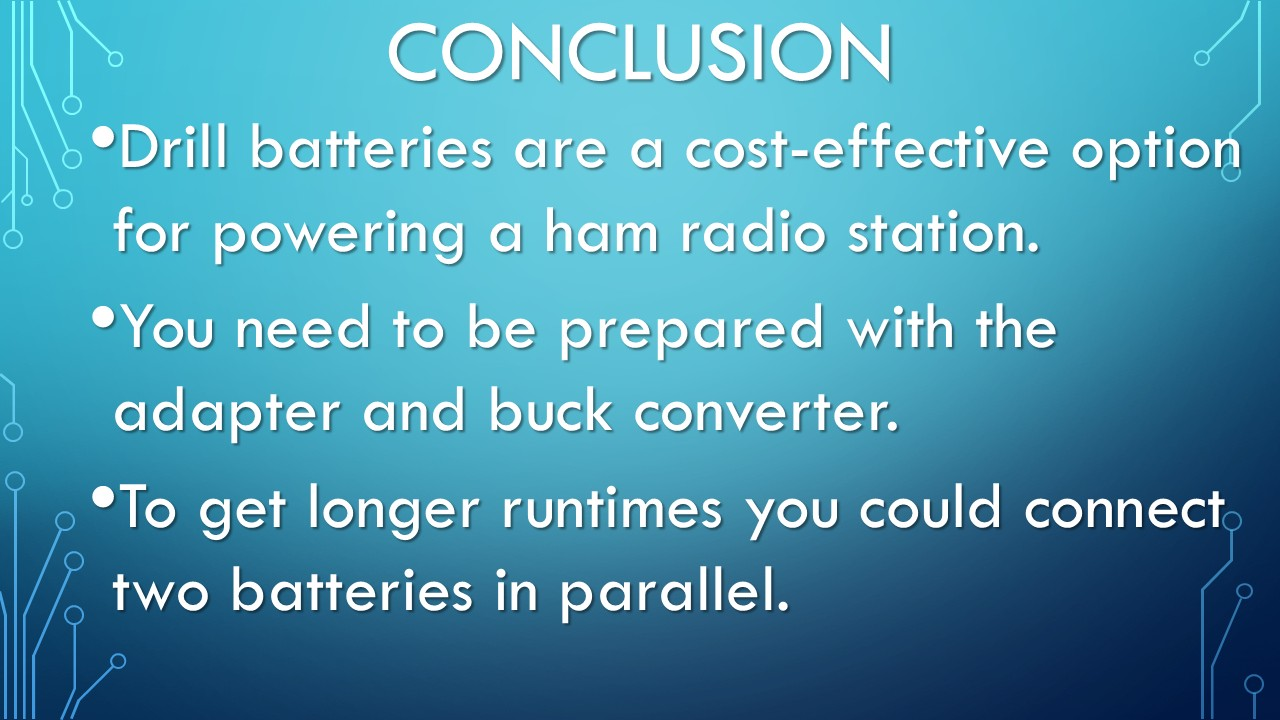 CONCLUSION
•Drill batteries are a cost-effective option
for powering a ham radio station.
•You need to be prepared with the
adapter and buck converter.
•To get longer runtimes you could connect
two batteries in parallel.